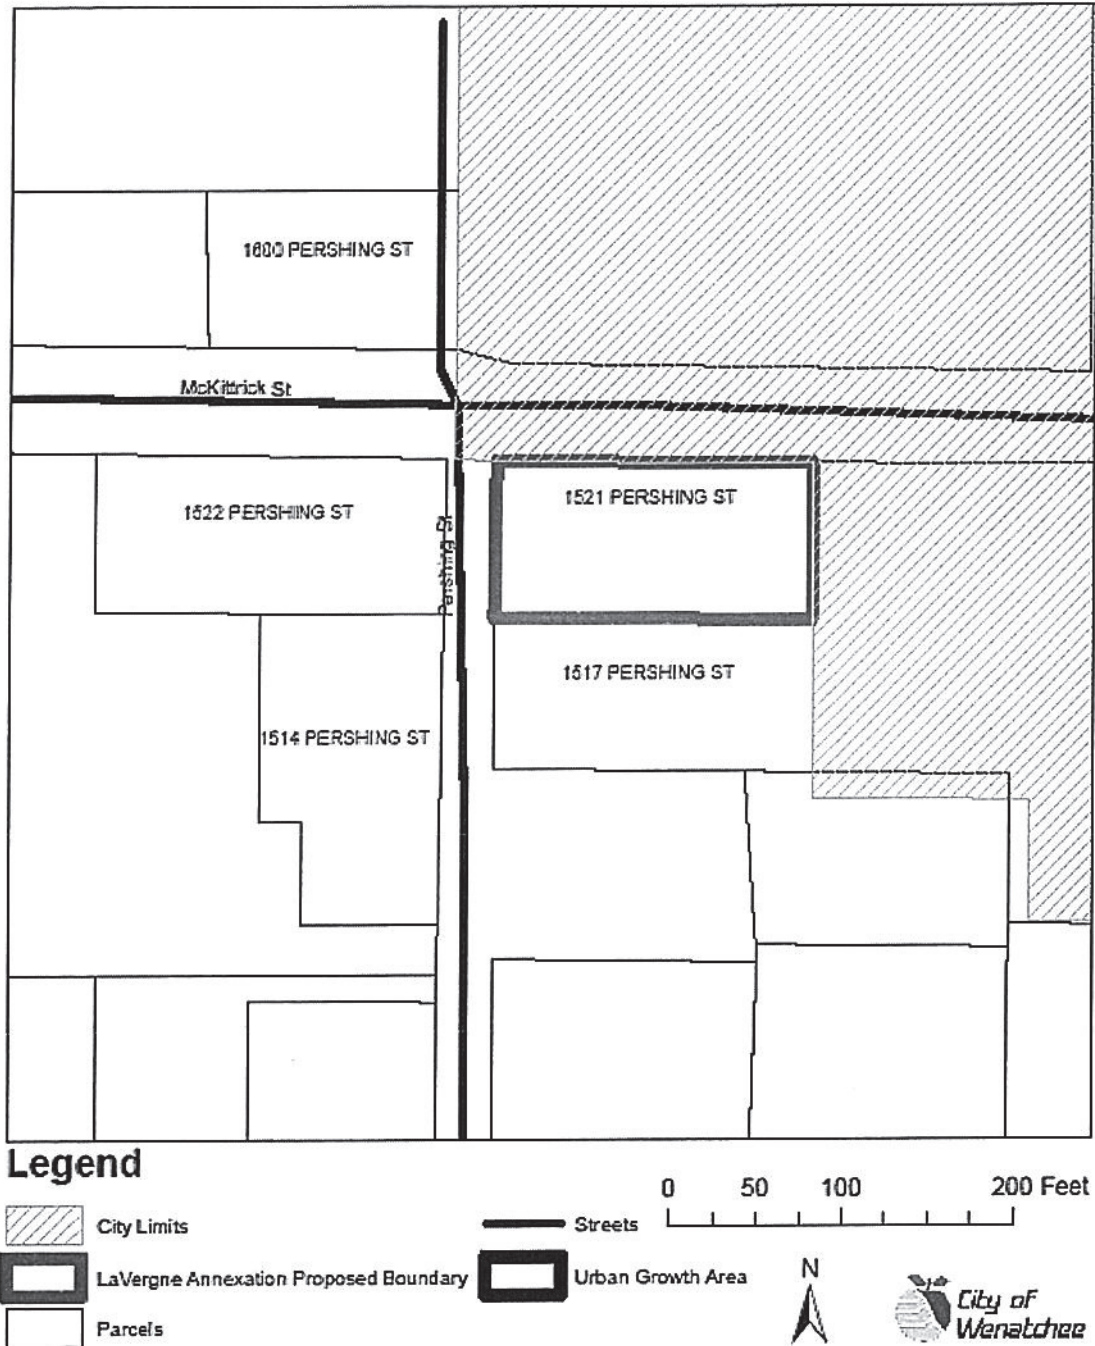 1600 PERSHING ST
McKittrick St
1521 PERSHING ST
1522 PERSHING ST
Pershing St
1517 PERSHING ST
1514 PERSHING ST
Legend
0 50 100 200 Feet
City Limits
Streets
LaVergne Annexation Proposed Boundary
Urban Growth Area
N
Parcels
City of
Wenatchee